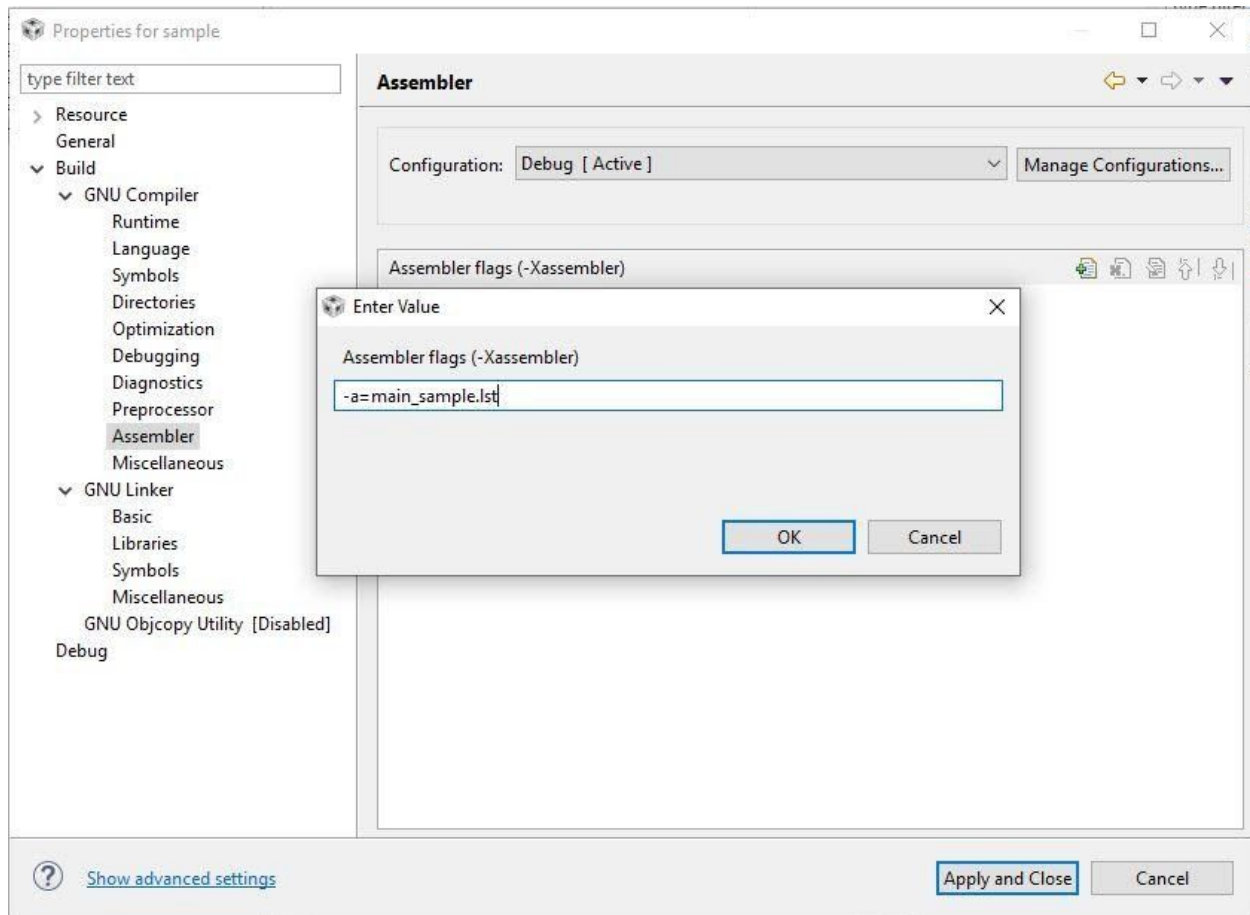 Properties for sample
type filter text
Resource
General
Build
GNU Compiler
Runtime
Language
Symbols
Directories
Optimization
Debugging
Diagnostics
Preprocessor
Assembler
Miscellaneous
GNU Linker
Basic
Libraries
Symbols
Miscellaneous
GNU Objcopy Utility [Disabled]
Debug
Assembler
Configuration: Debug [ Active ] Manage Configurations...
Assembler flags (-Xassembler)
Enter Value
Assembler flags (-Xassembler)
-a=main_sample.lst
OK Cancel
? Show advanced settings
Apply and Close Cancel